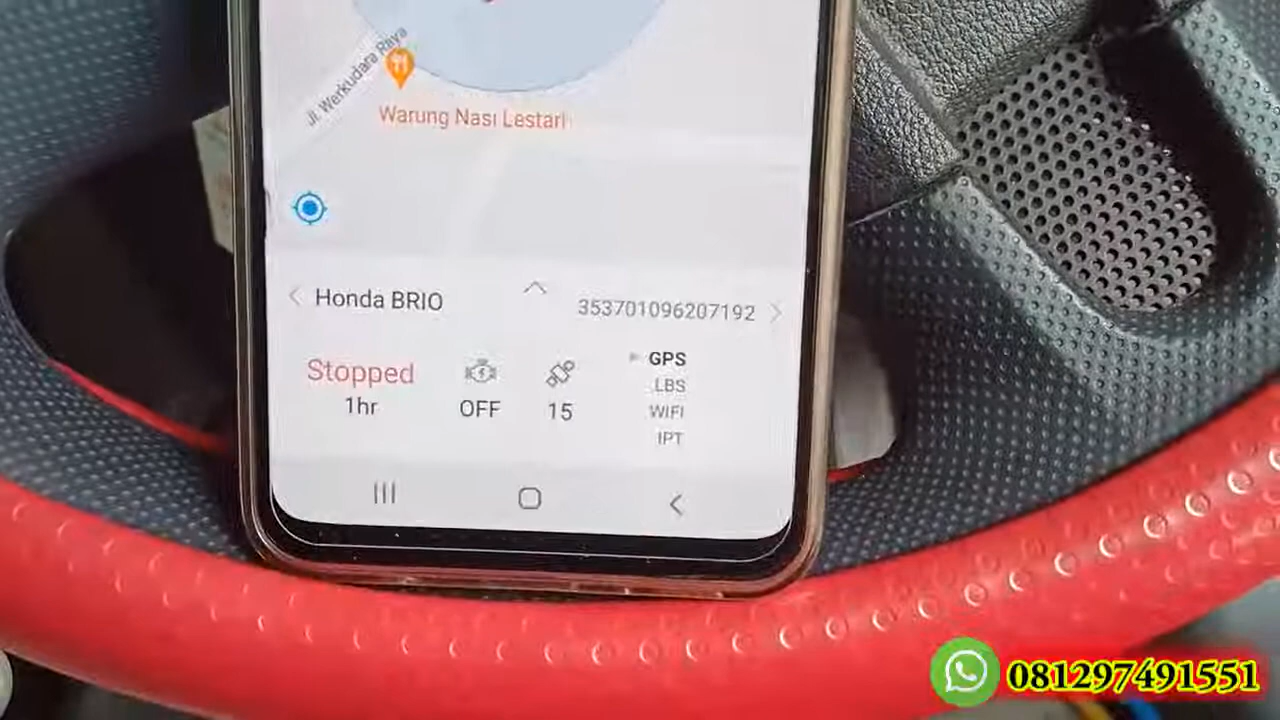 Jl. Werkudara Raya
Warung Nasi Lestari
Honda BRIO
353701096207192
Stopped
1hr
OFF
15
GPS
LBS
WIFI
IPT
081297491551